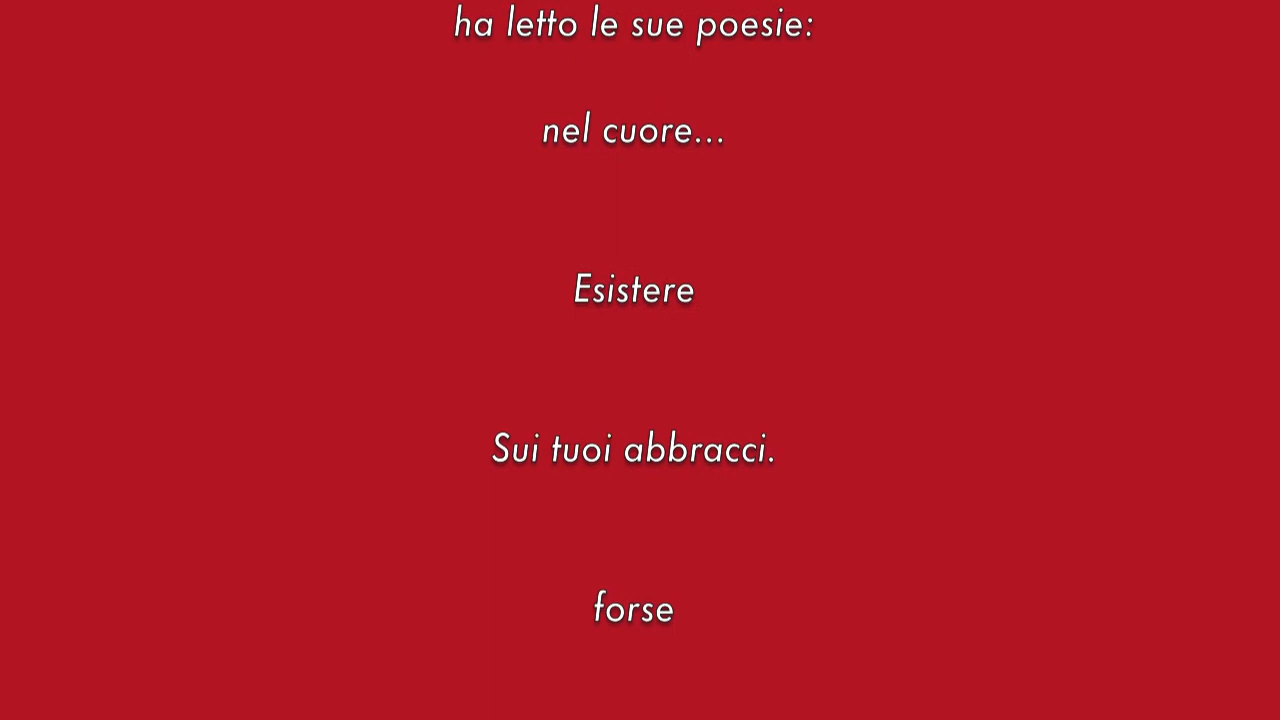 ha letto le sue poesie:
nel cuore...
Esistere
Sui tuoi abbracci.
forse